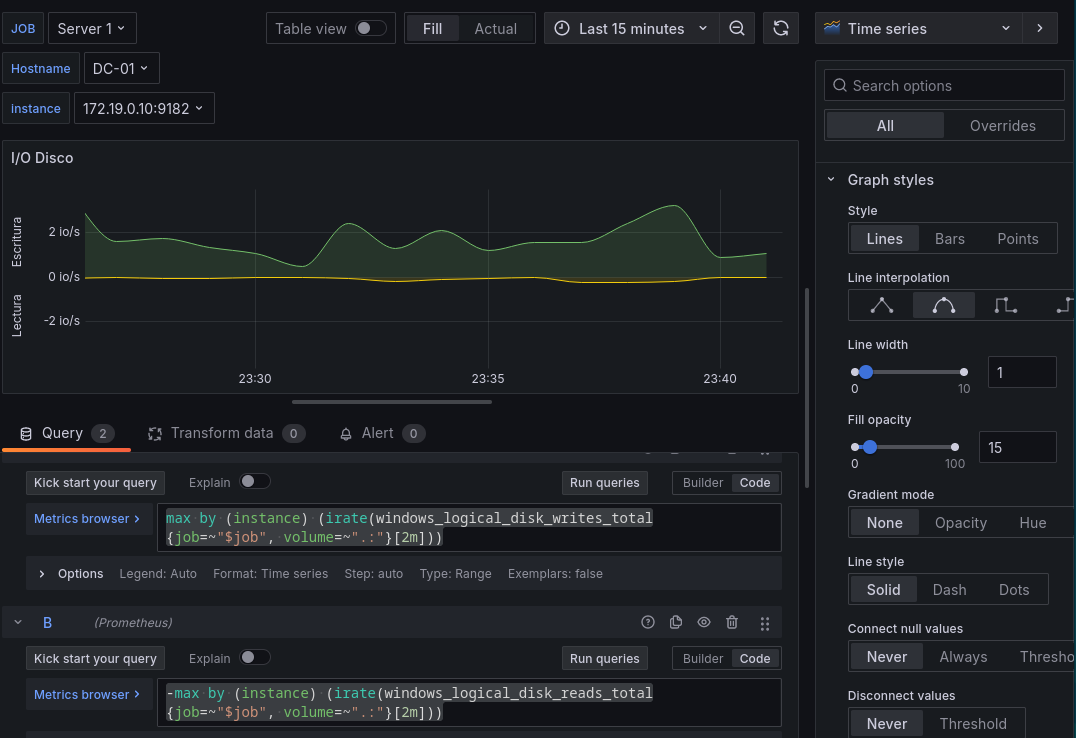 JOB Server 1
Table view Fill Actual Last 15 minutes
Time series
Hostname DC-01
instance 172.19.0.10:9182
Search options
All Overrides
I/O Disco
Escritura
Lectura
2 io/s
0 io/s
-2 io/s
23:30 23:35 23:40
Graph styles
Style
Lines Bars Points
Line interpolation
Line width
0 10 1
Fill opacity
0 100 15
Gradient mode
None Opacity Hue
Line style
Solid Dash Dots
Connect null values
Never Always Thresho
Disconnect values
Never Threshold
Query 2 Transform data 0 Alert 0
Kick start your query Explain Run queries Builder Code
Metrics browser >
max by (instance) (irate(windows_logical_disk_writes_total
{job=~"$job", volume=~".:"}[2m]))
> Options Legend: Auto Format: Time series Step: auto Type: Range Exemplars: false
B (Prometheus)
Kick start your query Explain Run queries Builder Code
Metrics browser >
-max by (instance) (irate(windows_logical_disk_reads_total
{job=~"$job", volume=~".:"}[2m]))